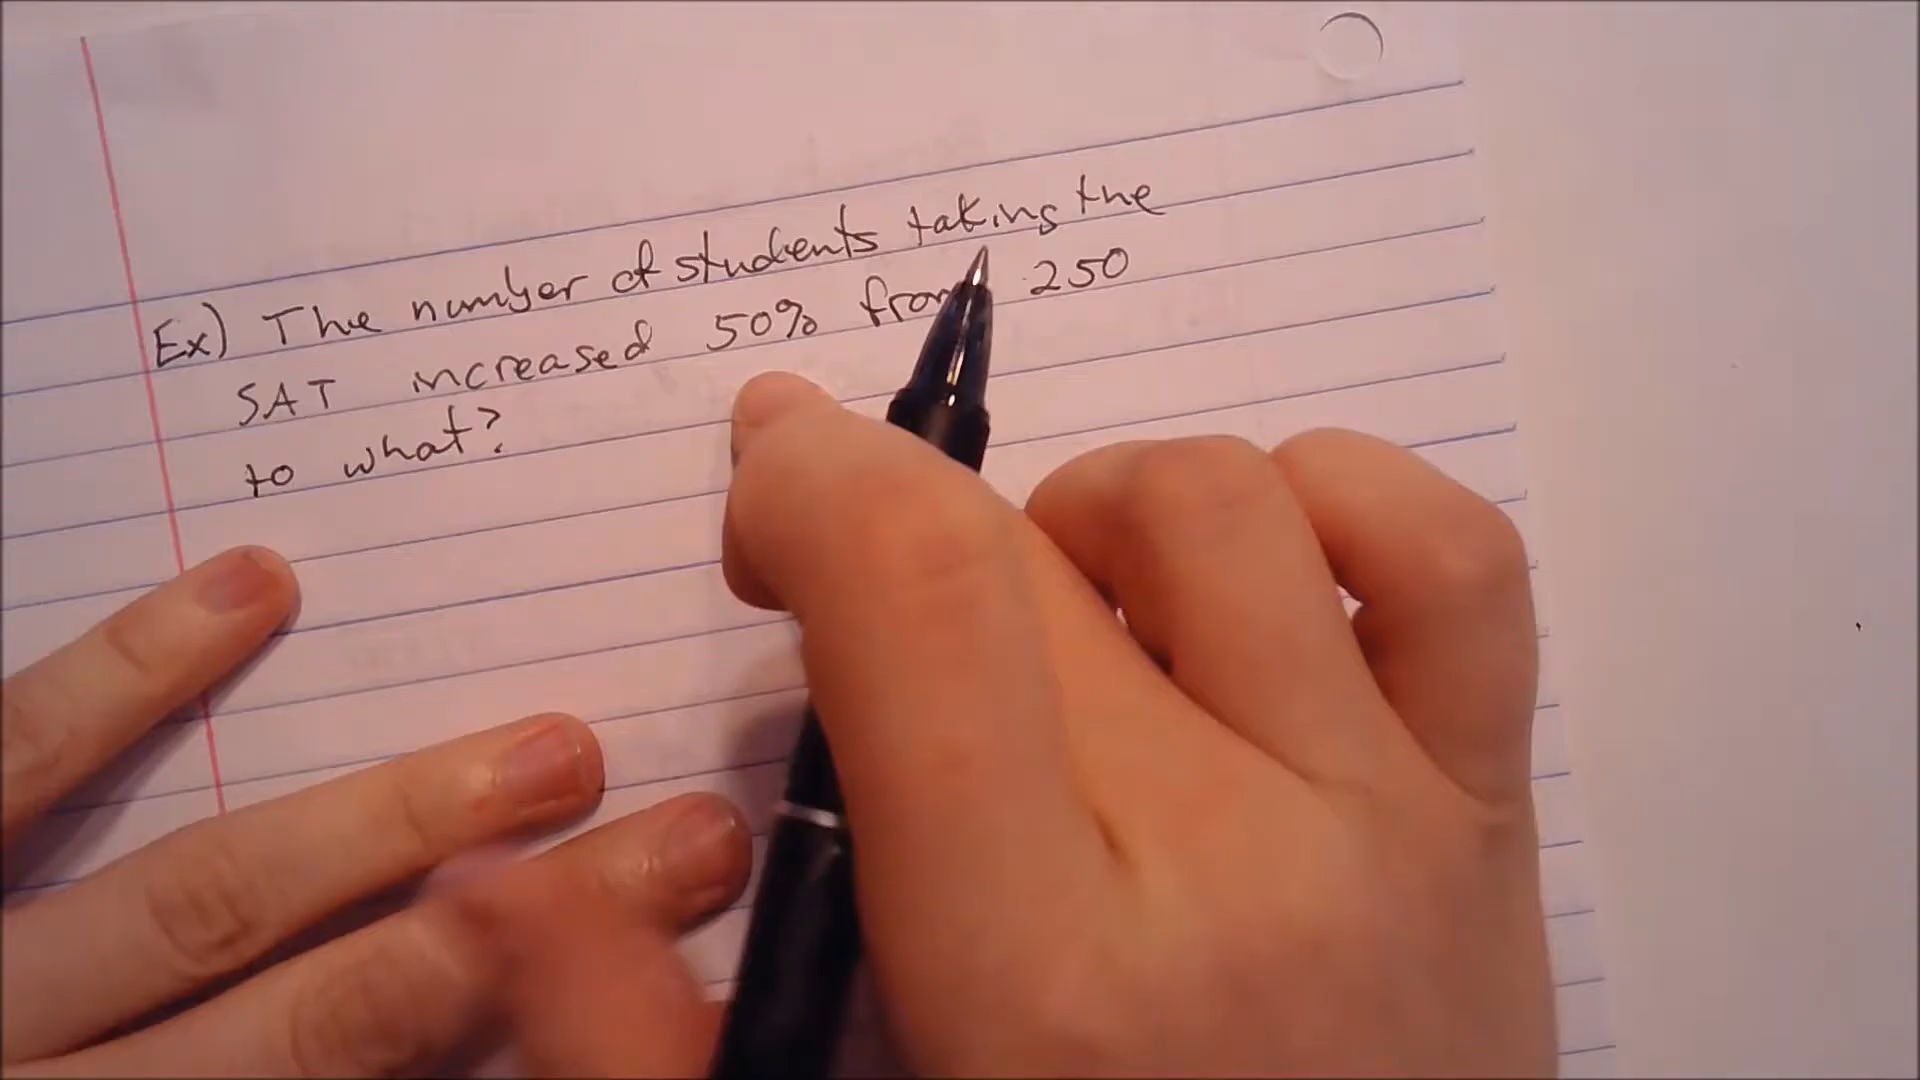 Ex) The number of students taking the
SAT increased 50% from 250
to what?